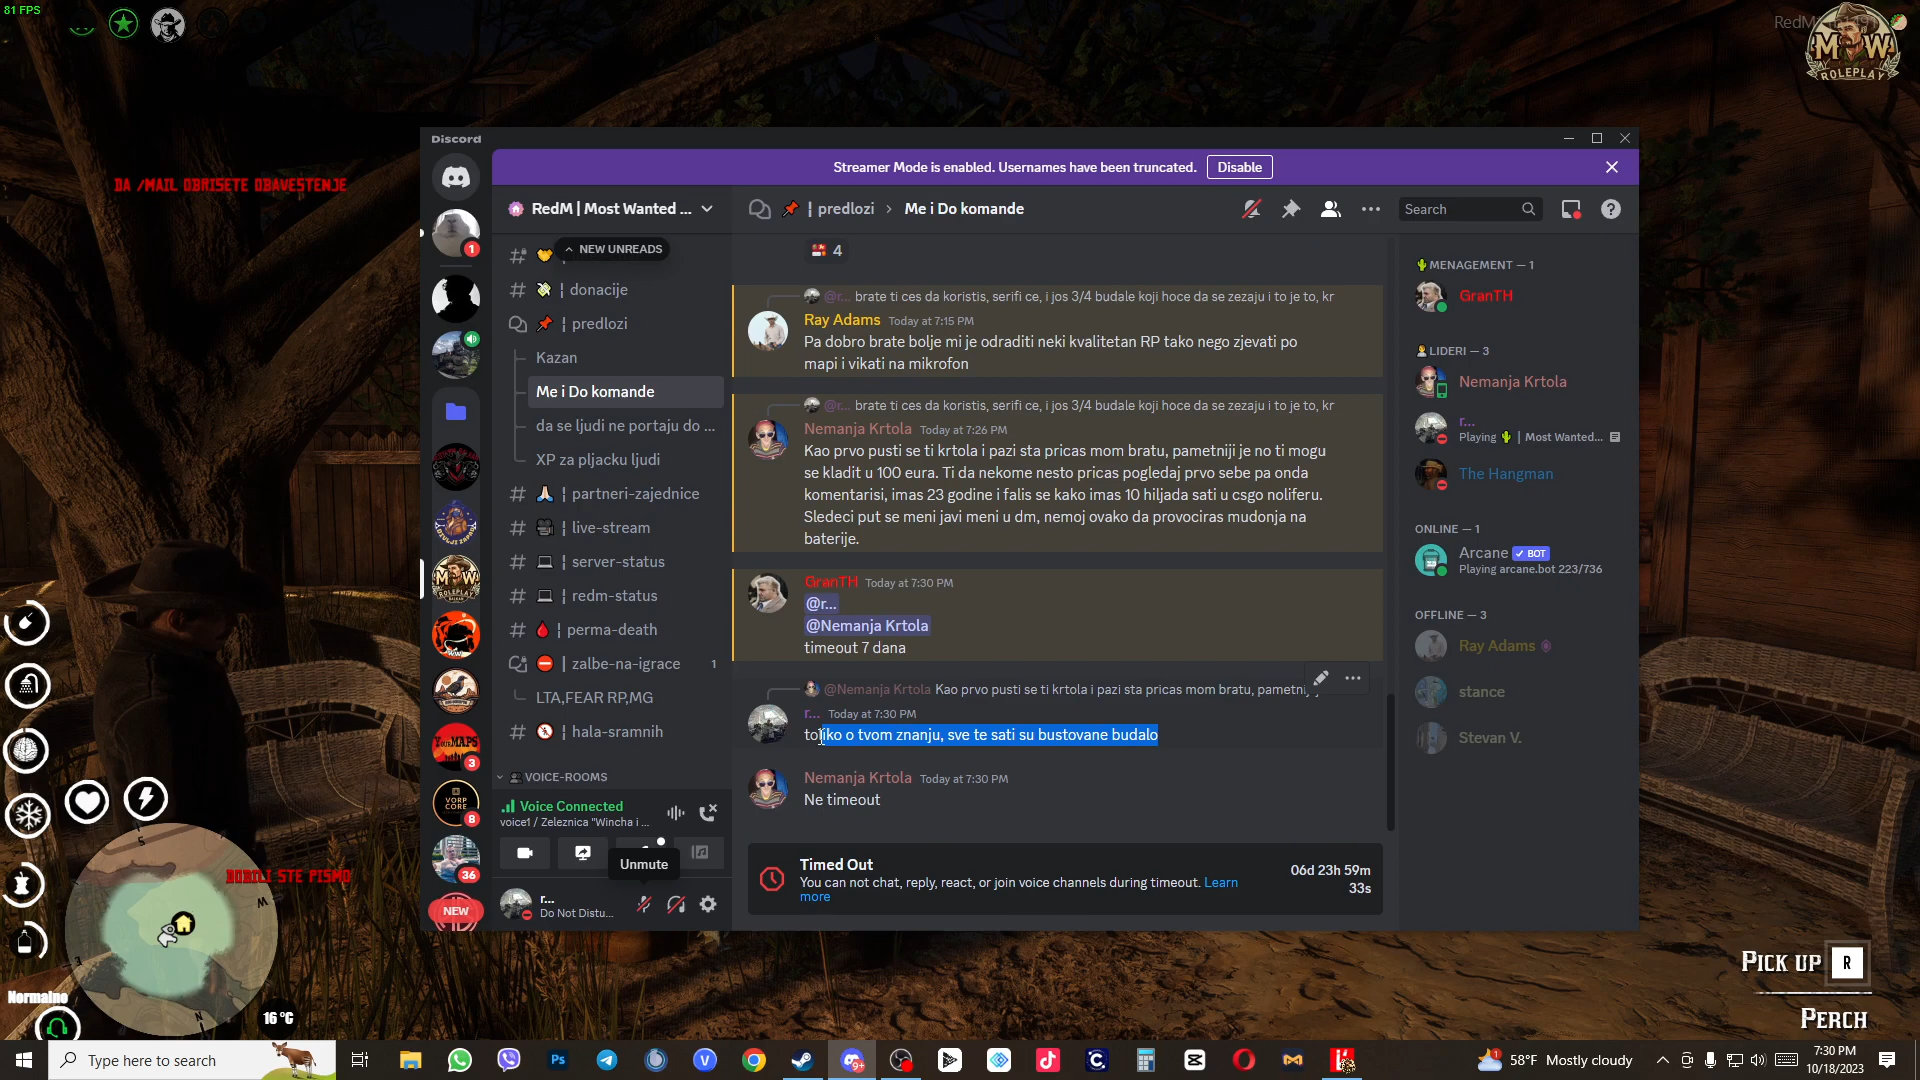 81 FPS
RedM
MW
ROLEPLAY
DA /MAIL OBRISETE OBAVESTENJE
Discord
Streamer Mode is enabled. Usernames have been truncated.
Disable
RedM | Most Wanted ...
¦ predlozi
Me i Do komande
Search
NEW UNREADS
¦ donacije
¦ predlozi
Kazan
Me i Do komande
da se ljudi ne portaju do ...
XP za pljacku ljudi
¦ partneri-zajednice
¦ live-stream
¦ server-status
¦ redm-status
¦ perma-death
¦ zalbe-na-igrace 1
LTA,FEAR RP,MG
¦ hala-sramnih
VOICE-ROOMS
Voice Connected
voice1 / Zeleznica "Wincha i ...
Unmute
r...
Do Not Distu...
1
YourMAPS
3
VORP
CORE
8
36
NEW
4
@r... brate ti ces da koristis, serifi ce, i jos 3/4 budale koji hoce da se zezaju i to je to, kr
Ray Adams Today at 7:15 PM
Pa dobro brate bolje mi je odraditi neki kvalitetan RP tako nego zjevati po
mapi i vikati na mikrofon
@r... brate ti ces da koristis, serifi ce, i jos 3/4 budale koji hoce da se zezaju i to je to, kr
Nemanja Krtola Today at 7:26 PM
Kao prvo pusti se ti krtola i pazi sta pricas mom bratu, pametniji je no ti mogu
se kladit u 100 eura. Ti da nekome nesto pricas pogledaj prvo sebe pa onda
komentarisi, imas 23 godine i falis se kako imas 10 hiljada sati u csgo noliferu.
Sledeci put se meni javi meni u dm, nemoj ovako da provociras mudonja na
baterije.
GranTH Today at 7:30 PM
@r...
@Nemanja Krtola
timeout 7 dana
@Nemanja Krtola Kao prvo pusti se ti krtola i pazi sta pricas mom bratu, pametni
r... Today at 7:30 PM
toliko o tvom znanju, sve te sati su bustovane budalo
Nemanja Krtola Today at 7:30 PM
Ne timeout
Timed Out
You can not chat, reply, react, or join voice channels during timeout. Learn
more
06d 23h 59m
33s
MENAGEMENT — 1
GranTH
LIDERI — 3
Nemanja Krtola
r...
Playing | Most Wanted...
The Hangman
ONLINE — 1
Arcane ✓ BOT
Playing arcane.bot 223/736
OFFLINE — 3
Ray Adams
stance
Stevan V.
DOBILI STE PISMO
S
W
E
N
Normalno
16 °C
PICK UP R
PERCH
Type here to search
Ps
V
9+
1
58°F Mostly cloudy
7:30 PM
10/18/2023